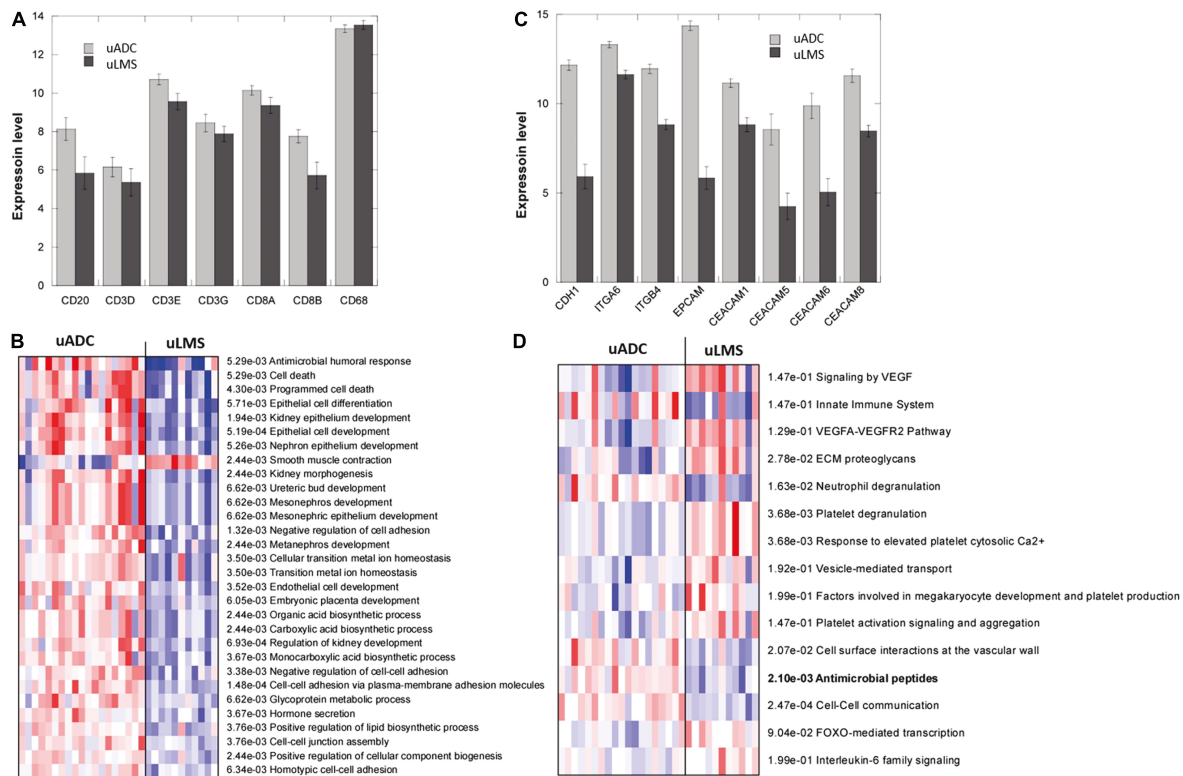 A
14
12
10
8
6
4
2
0
Expressoin level
uADC
uLMS
CD20 CD3D CD3E CD3G CD8A CD8B CD68
C
15
10
5
0
Expressoin level
uADC
uLMS
CDH1 ITGA6 ITGB4 EPCAM CEACAM1 CEACAM5 CEACAM6 CEACAM8
B
uADC uLMS
5.29e-03 Antimicrobial humoral response
5.29e-03 Cell death
4.30e-03 Programmed cell death
5.71e-03 Epithelial cell differentiation
1.94e-03 Kidney epithelium development
5.19e-04 Epithelial cell development
5.26e-03 Nephron epithelium development
2.44e-03 Smooth muscle contraction
2.44e-03 Kidney morphogenesis
6.62e-03 Ureteric bud development
6.62e-03 Mesonephros development
6.62e-03 Mesonephric epithelium development
1.32e-03 Negative regulation of cell adhesion
2.44e-03 Metanephros development
3.50e-03 Cellular transition metal ion homeostasis
3.50e-03 Transition metal ion homeostasis
3.52e-03 Endothelial cell development
6.05e-03 Embryonic placenta development
2.44e-03 Organic acid biosynthetic process
2.44e-03 Carboxylic acid biosynthetic process
6.93e-04 Regulation of kidney development
3.67e-03 Monocarboxylic acid biosynthetic process
3.38e-03 Negative regulation of cell-cell adhesion
1.48e-04 Cell-cell adhesion via plasma-membrane adhesion molecules
6.62e-03 Glycoprotein metabolic process
3.67e-03 Hormone secretion
3.76e-03 Positive regulation of lipid biosynthetic process
3.76e-03 Cell-cell junction assembly
2.44e-03 Positive regulation of cellular component biogenesis
6.34e-03 Homotypic cell-cell adhesion
D
uADC uLMS
1.47e-01 Signaling by VEGF
1.47e-01 Innate Immune System
1.29e-01 VEGFA-VEGFR2 Pathway
2.78e-02 ECM proteoglycans
1.63e-02 Neutrophil degranulation
3.68e-03 Platelet degranulation
3.68e-03 Response to elevated platelet cytosolic Ca2+
1.92e-01 Vesicle-mediated transport
1.99e-01 Factors involved in megakaryocyte development and platelet production
1.47e-01 Platelet activation signaling and aggregation
2.07e-02 Cell surface interactions at the vascular wall
2.10e-03 Antimicrobial peptides
2.47e-04 Cell-Cell communication
9.04e-02 FOXO-mediated transcription
1.99e-01 Interleukin-6 family signaling